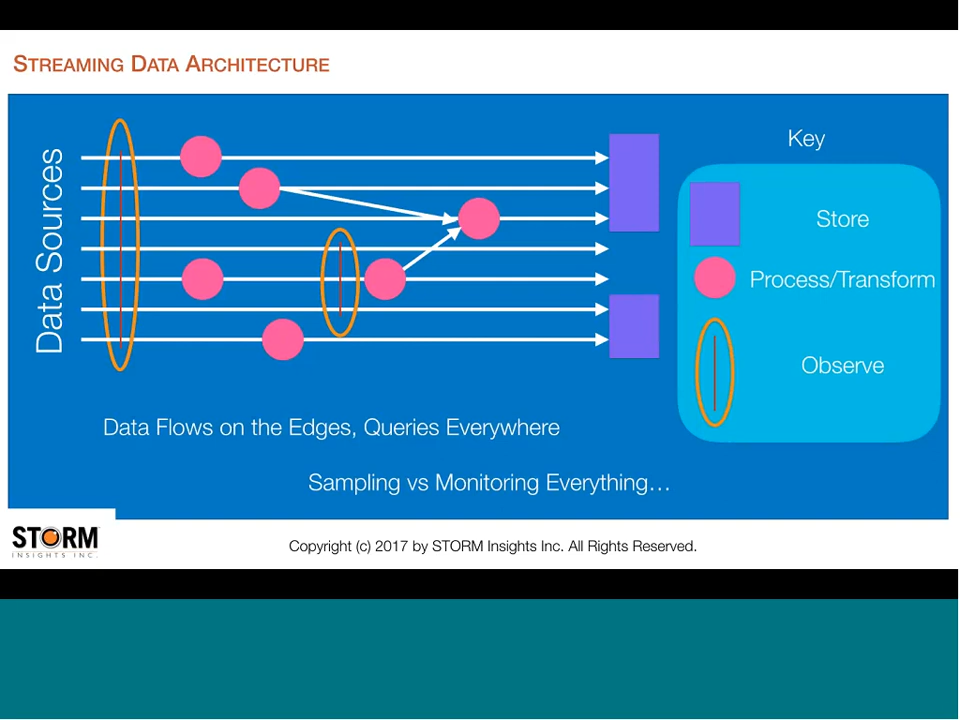 STREAMING DATA ARCHITECTURE
Data Sources
Key
Store
Process/Transform
Observe
Data Flows on the Edges, Queries Everywhere
Sampling vs Monitoring Everything…
STORM
INSIGHTS INC.
Copyright (c) 2017 by STORM Insights Inc. All Rights Reserved.